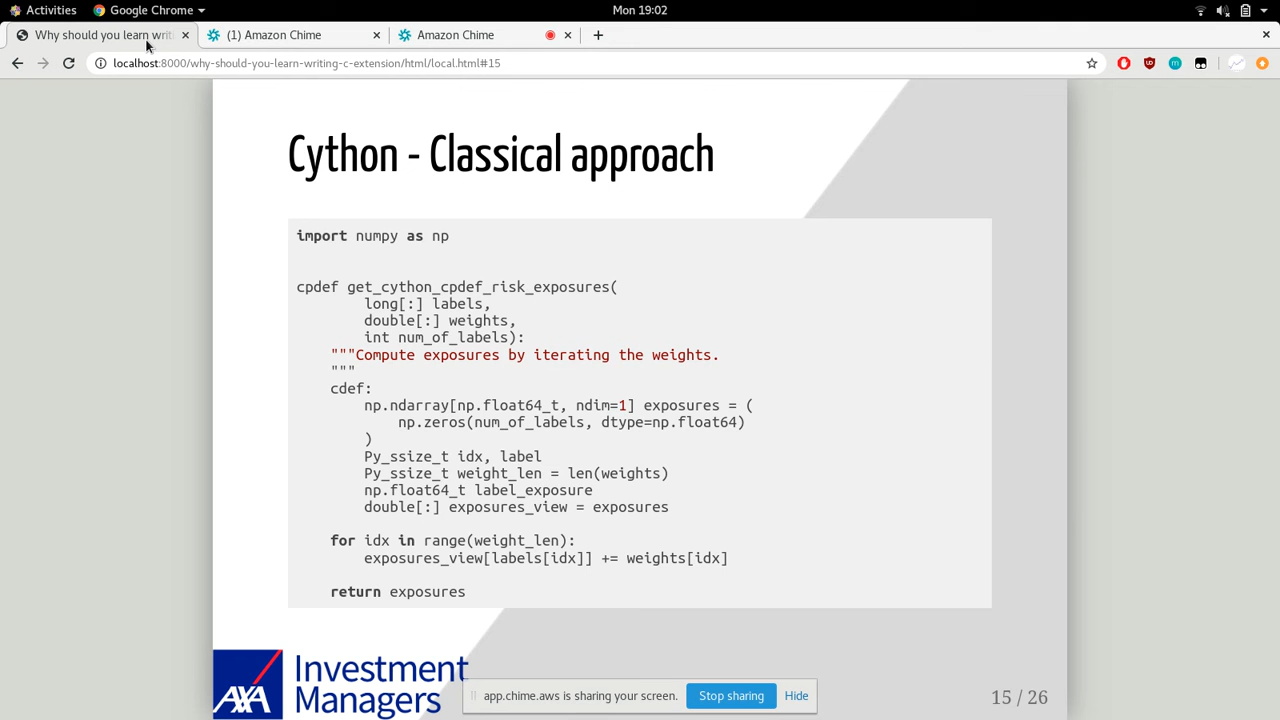 Activities
Google Chrome
Mon 19:02
Why should you learn writi
(1) Amazon Chime
Amazon Chime
localhost:8000/why-should-you-learn-writing-c-extension/html/local.html#15
Cython - Classical approach
import numpy as np
cpdef get_cython_cpdef_risk_exposures(
long[:] labels,
double[:] weights,
int num_of_labels):
"""Compute exposures by iterating the weights.
"""
cdef:
np.ndarray[np.float64_t, ndim=1] exposures = (
np.zeros(num_of_labels, dtype=np.float64)
)
Py_ssize_t idx, label
Py_ssize_t weight_len = len(weights)
np.float64_t label_exposure
double[:] exposures_view = exposures
for idx in range(weight_len):
exposures_view[labels[idx]] += weights[idx]
return exposures
AXA
Investment
Managers
app.chime.aws is sharing your screen.
Stop sharing
Hide
15 / 26